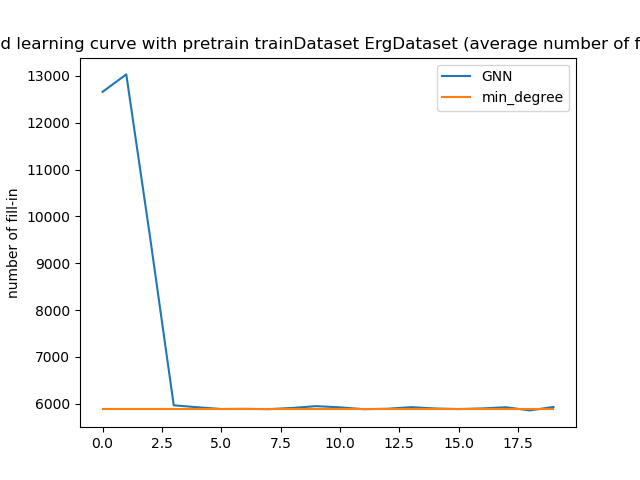 d learning curve with pretrain trainDataset ErgDataset (average number of f
GNN
min_degree
number of fill-in
13000
12000
11000
10000
9000
8000
7000
6000
0.0 2.5 5.0 7.5 10.0 12.5 15.0 17.5